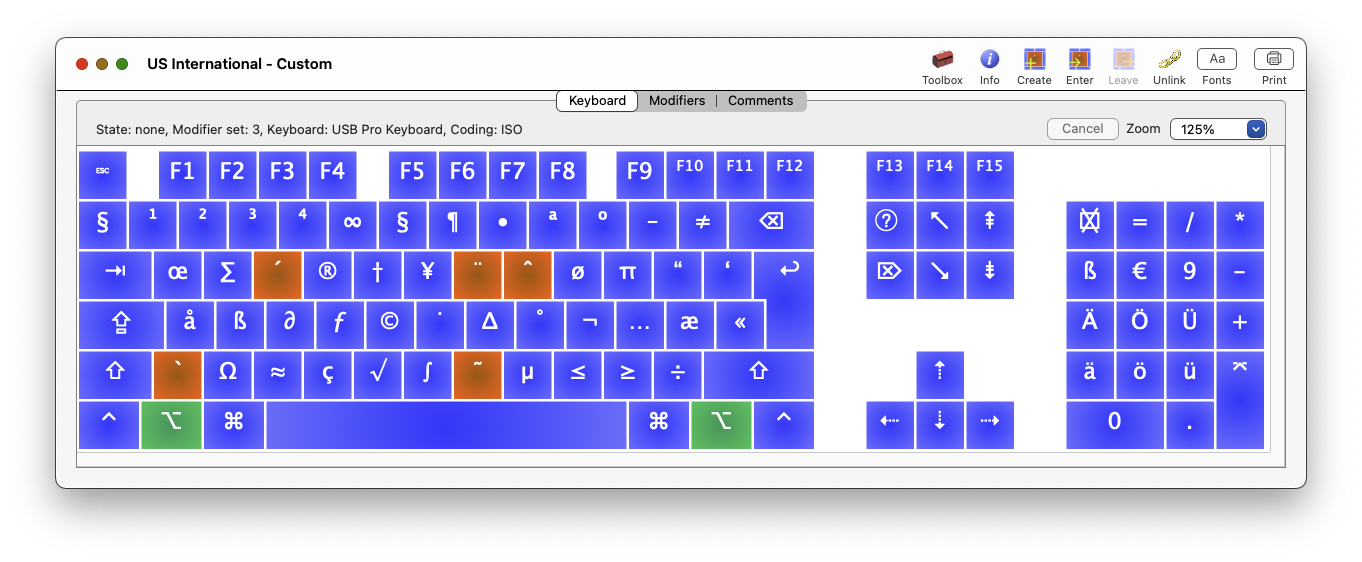 US International - Custom
Toolbox Info Create Enter Leave Unlink Aa Fonts Print
Keyboard Modifiers Comments
State: none, Modifier set: 3, Keyboard: USB Pro Keyboard, Coding: ISO
Cancel Zoom 125%
ESC F1 F2 F3 F4 F5 F6 F7 F8 F9 F10 F11 F12 F13 F14 F15
§ ¹ ² ³ ⁴ ∞ § ¶ • ª º – ≠ ⌫ ? ↖ ⇞ ⌧ = / *
⇥ œ ∑ ´ ® † ¥ ¨ ˆ ø π “ ‘ ↩ ⌦ ↘ ⇟ ß € 9 –
⇪ å ß ∂ ƒ © ˙ ∆ ˚ ¬ … æ « Ä Ö Ü +
⇧ ` Ω ≈ ç √ ∫ ˜ µ ≤ ≥ ÷ ⇧ ⇡ ä ö ü ⌤
⌃ ⌥ ⌘ ⌘ ⌥ ⌃ ⇠ ⇣ ⇢ 0 .